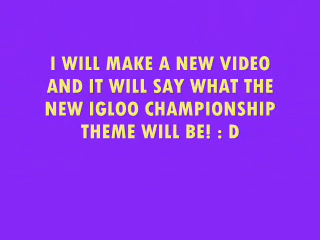 I WILL MAKE A NEW VIDEO
AND IT WILL SAY WHAT THE
NEW IGLOO CHAMPIONSHIP
THEME WILL BE! : D